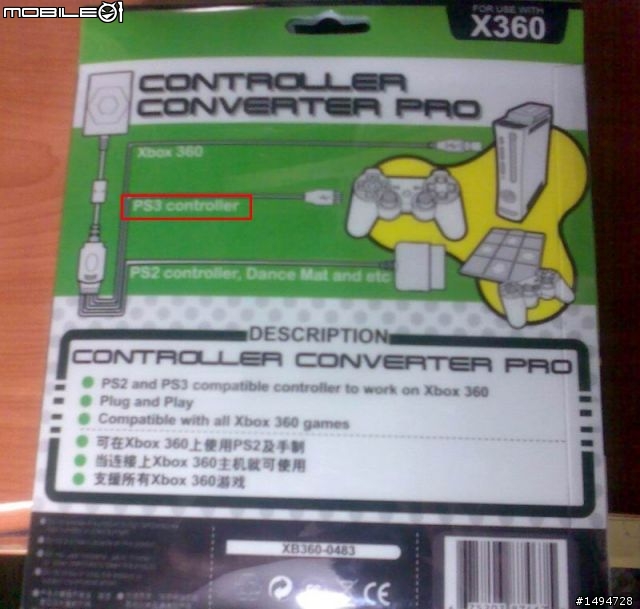 MOBILE01
FOR USE WITH
X360
CONTROLLER
CONVERTER PRO
Xbox 360
PS3 controller
PS2 controller, Dance Mat and etc
DESCRIPTION
CONTROLLER CONVERTER PRO
PS2 and PS3 compatible controller to work on Xbox 360
Plug and Play
Compatible with all Xbox 360 games
可在Xbox 360上使用PS2及手制
当连接上Xbox 360主机就可使用
支援所有Xbox 360游戏
XB360-0483
CE
#1494728